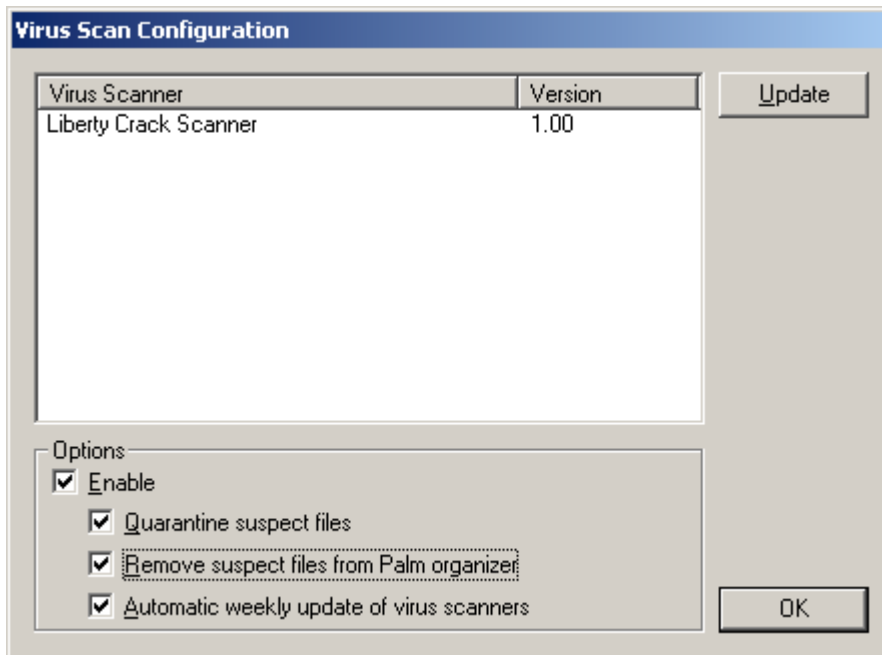 Virus Scan Configuration
Virus Scanner Version
Liberty Crack Scanner 1.00
Update
Options
Enable
Quarantine suspect files
Remove suspect files from Palm organizer
Automatic weekly update of virus scanners
OK